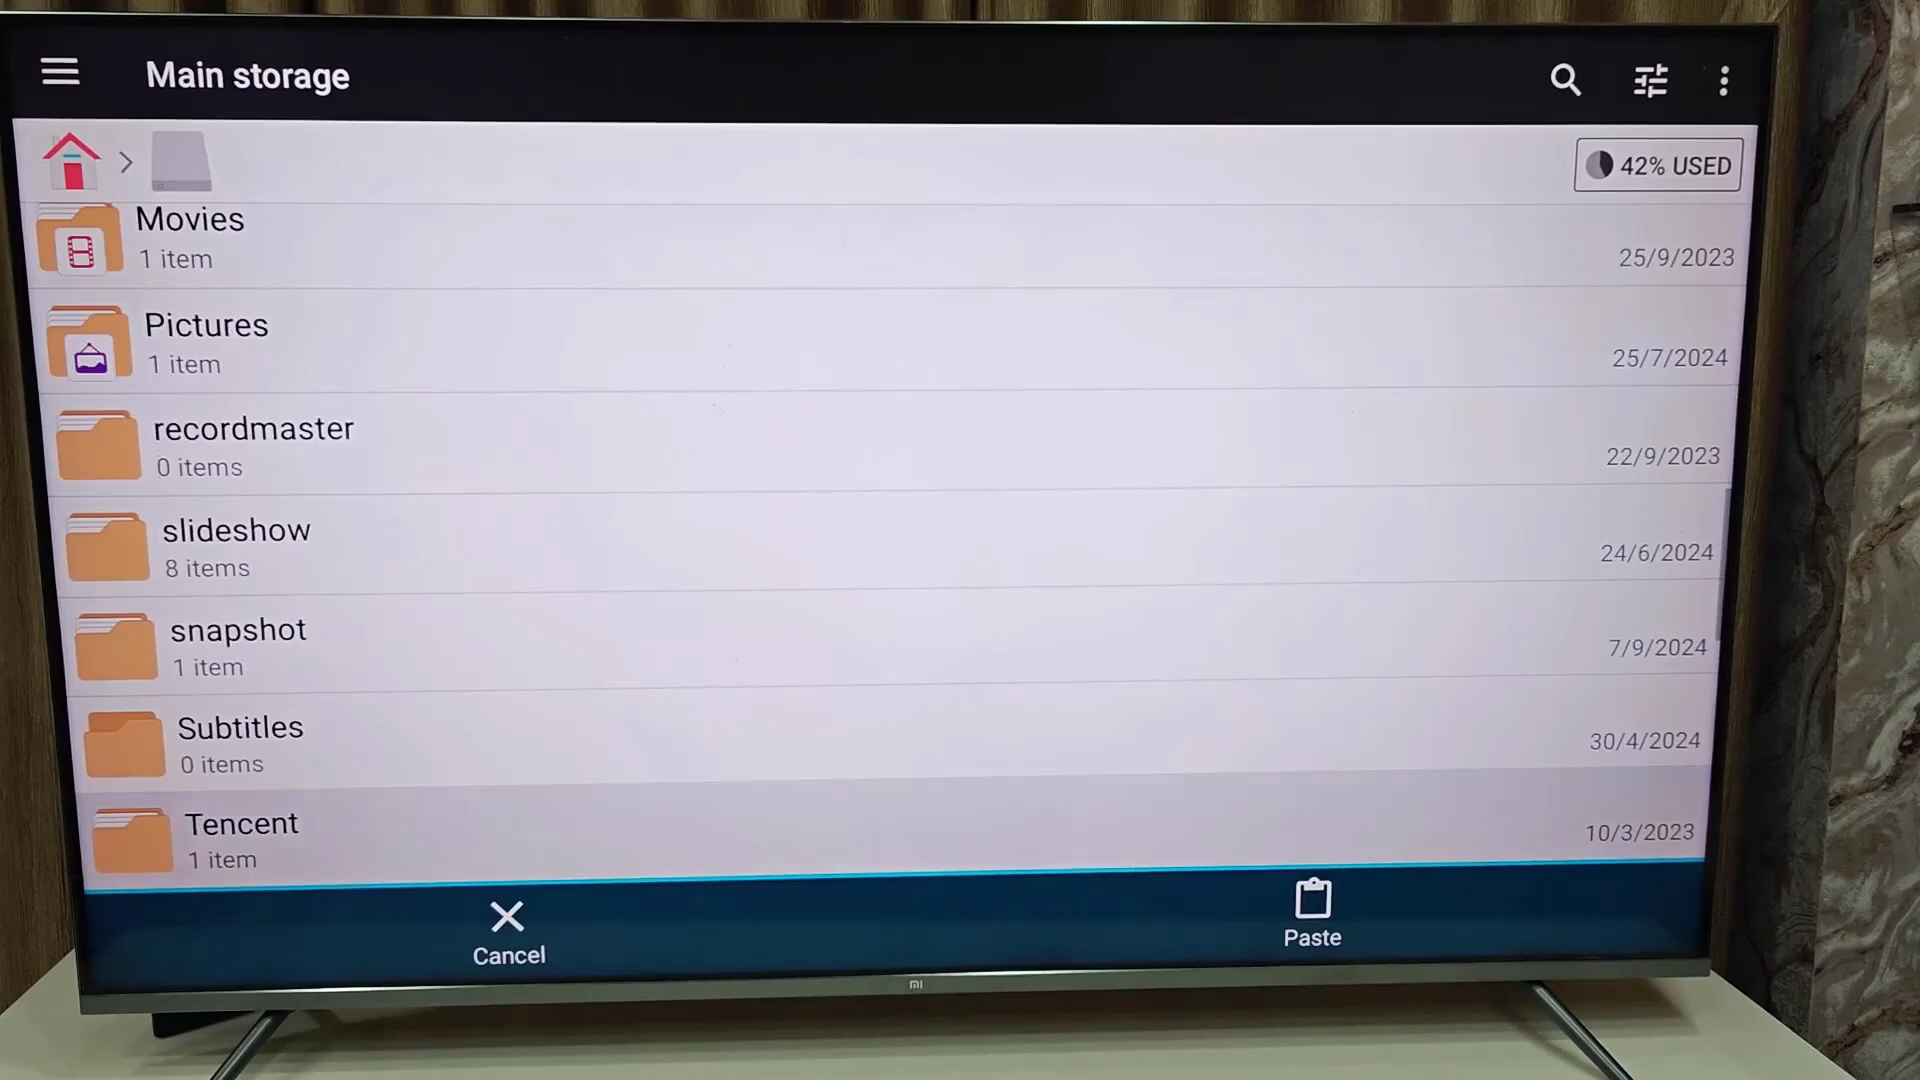 Main storage
42% USED
Movies
1 item
25/9/2023
Pictures
1 item
25/7/2024
recordmaster
0 items
22/9/2023
slideshow
8 items
24/6/2024
snapshot
1 item
7/9/2024
Subtitles
0 items
30/4/2024
Tencent
1 item
10/3/2023
Cancel
Paste
mi